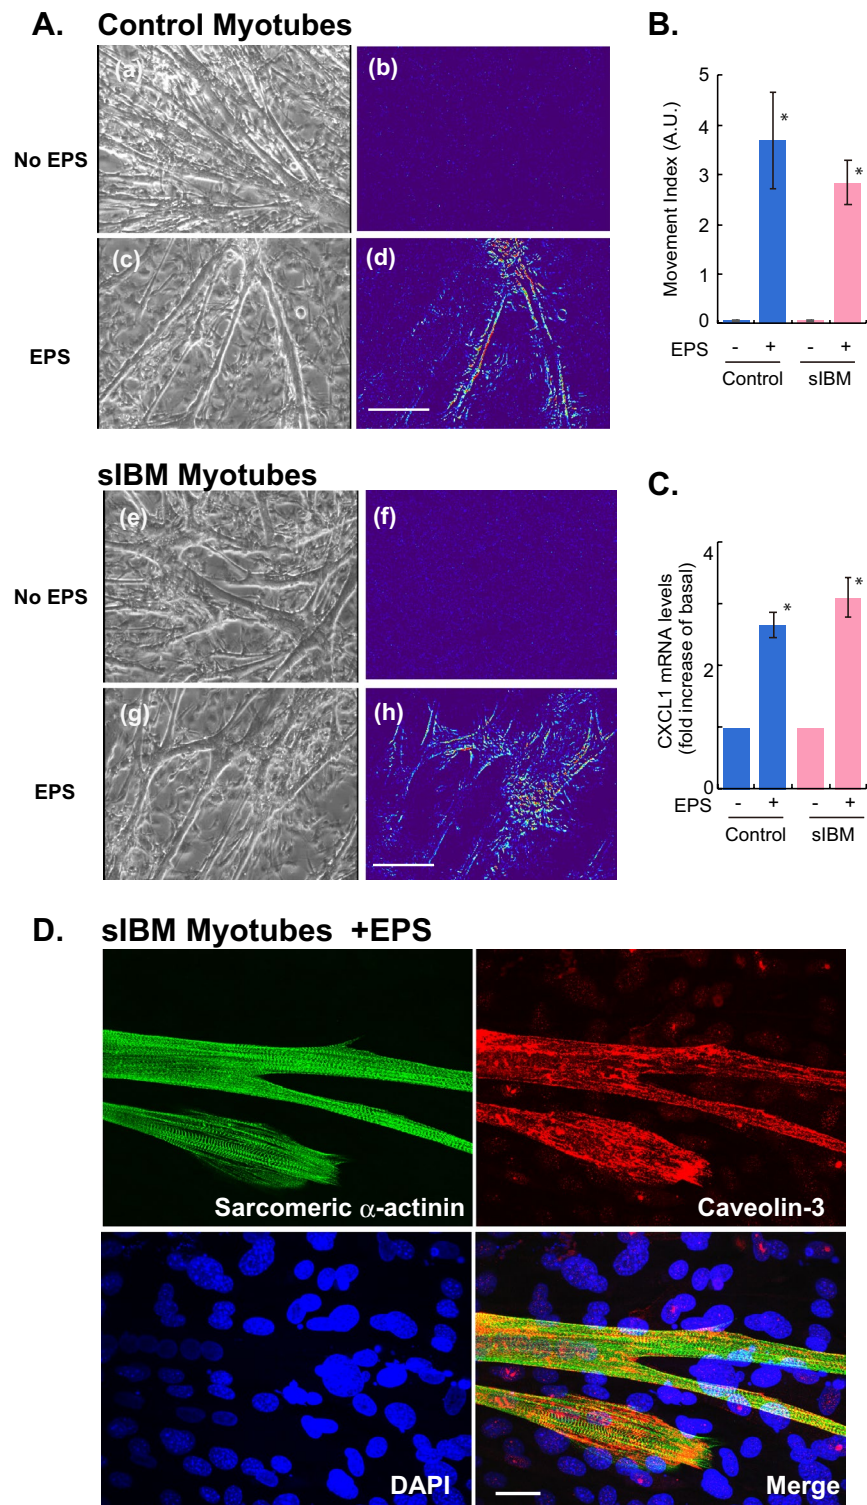 A. Control Myotubes
(a)
(b)
No EPS
(c)
(d)
EPS
sIBM Myotubes
(e)
(f)
No EPS
(g)
(h)
EPS
B.
Movement Index (A.U.)
5
4
3
2
1
0
*
*
EPS - + - +
Control sIBM
C.
CXCL1 mRNA levels
(fold increase of basal)
4
2
0
*
*
EPS - + - +
Control sIBM
D. sIBM Myotubes +EPS
Sarcomeric α-actinin
Caveolin-3
DAPI
Merge